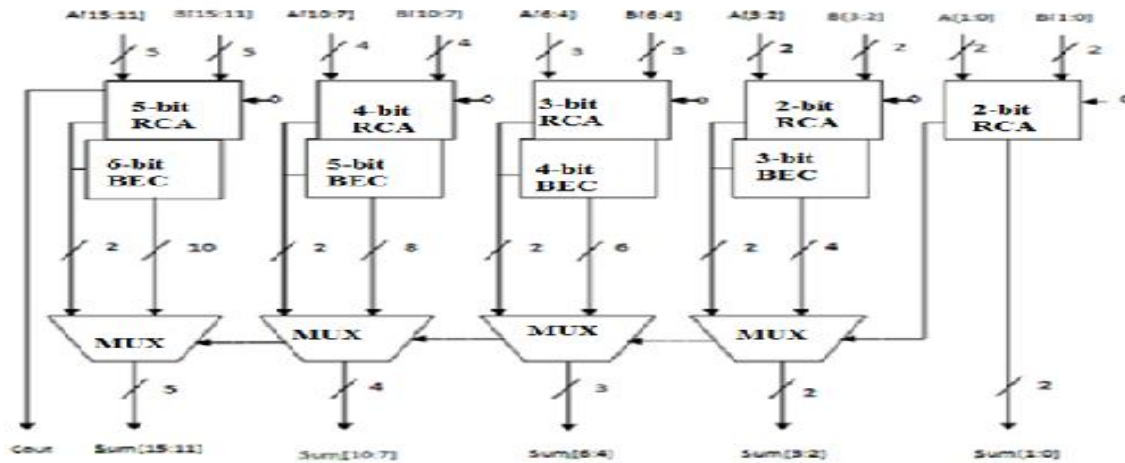 A[15:11] B[15:11] A[10:7] B[10:7] A[6:4] B[6:4] A[3:2] B[3:2] A(1:0) B[1:0]
5 5 4 4 3 3 2 2 2 2
5-bit RCA 4-bit RCA 3-bit RCA 2-bit RCA 2-bit RCA
0 0 0 0
6-bit BEC 5-bit BEC 4-bit BEC 3-bit BEC
2 10 2 8 2 6 2 4
MUX MUX MUX MUX
5 4 3 2 2
Cout Sum[15:11] Sum[10:7] Sum[6:4] Sum[3:2] Sum(1:0)